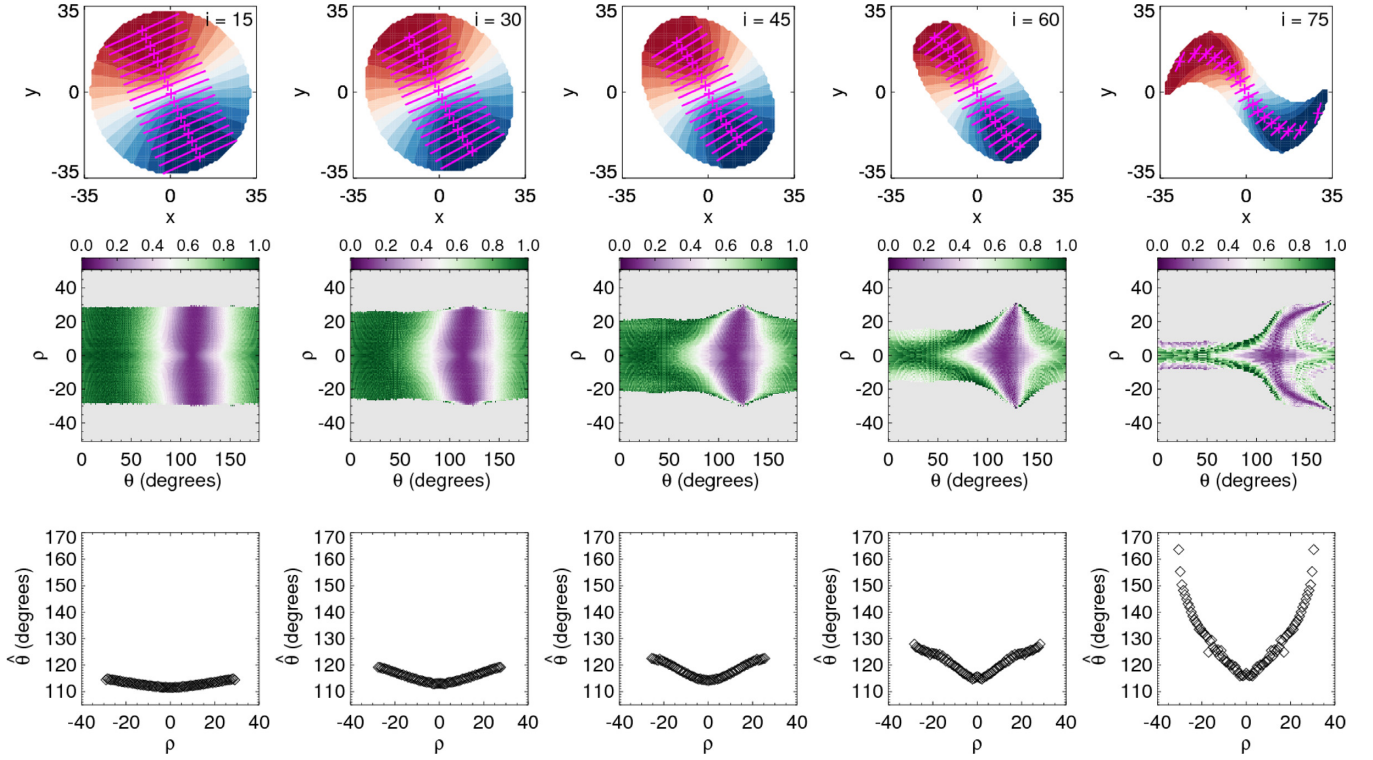 35 i = 15 35 i = 30 35 i = 45 35 i = 60 35 i = 75
y 0 y 0 y 0 y 0 y 0
-35 -35 -35 -35 -35
-35 0 35 -35 0 35 -35 0 35 -35 0 35 -35 0 35
x x x x x
0.0 0.2 0.4 0.6 0.8 1.0 0.0 0.2 0.4 0.6 0.8 1.0 0.0 0.2 0.4 0.6 0.8 1.0 0.0 0.2 0.4 0.6 0.8 1.0 0.0 0.2 0.4 0.6 0.8 1.0
40 40 40 40 40
20 20 20 20 20
ρ 0 ρ 0 ρ 0 ρ 0 ρ 0
-20 -20 -20 -20 -20
-40 -40 -40 -40 -40
0 50 100 150 0 50 100 150 0 50 100 150 0 50 100 150 0 50 100 150
θ (degrees) θ (degrees) θ (degrees) θ (degrees) θ (degrees)
170 170 170 170 170
160 160 160 160 160
150 150 150 150 150
140 140 140 140 140
θ̂ (degrees) θ̂ (degrees) θ̂ (degrees) θ̂ (degrees) θ̂ (degrees)
130 130 130 130 130
120 120 120 120 120
110 110 110 110 110
-40 -20 0 20 40 -40 -20 0 20 40 -40 -20 0 20 40 -40 -20 0 20 40 -40 -20 0 20 40
ρ ρ ρ ρ ρ